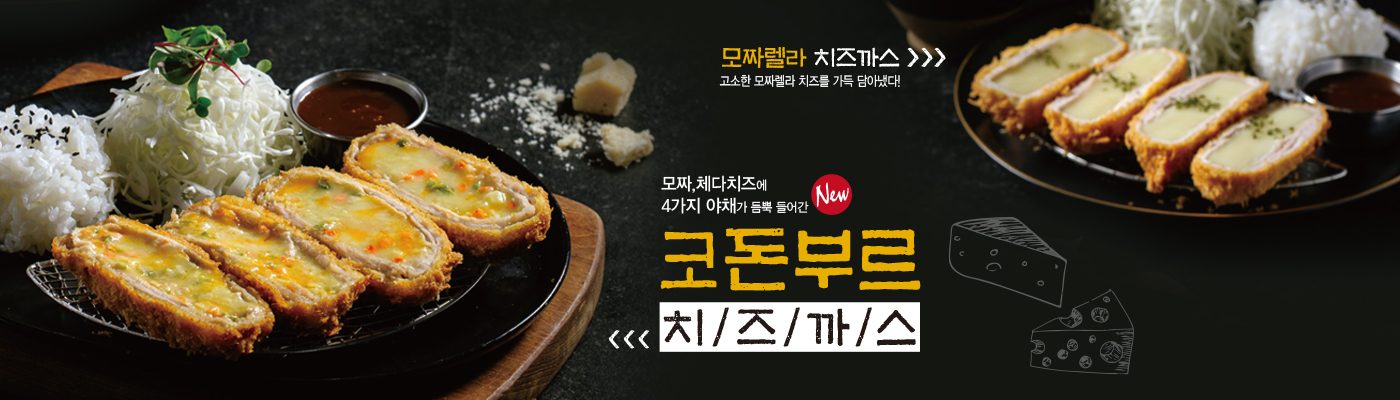 모짜렐라 치즈까스 >>>
고소한 모짜렐라 치즈를 가득 담아냈다!
모짜,체다치즈에
4가지 야채가 듬뿍 들어간 New
코돈부르
<<< 치/즈/까/스